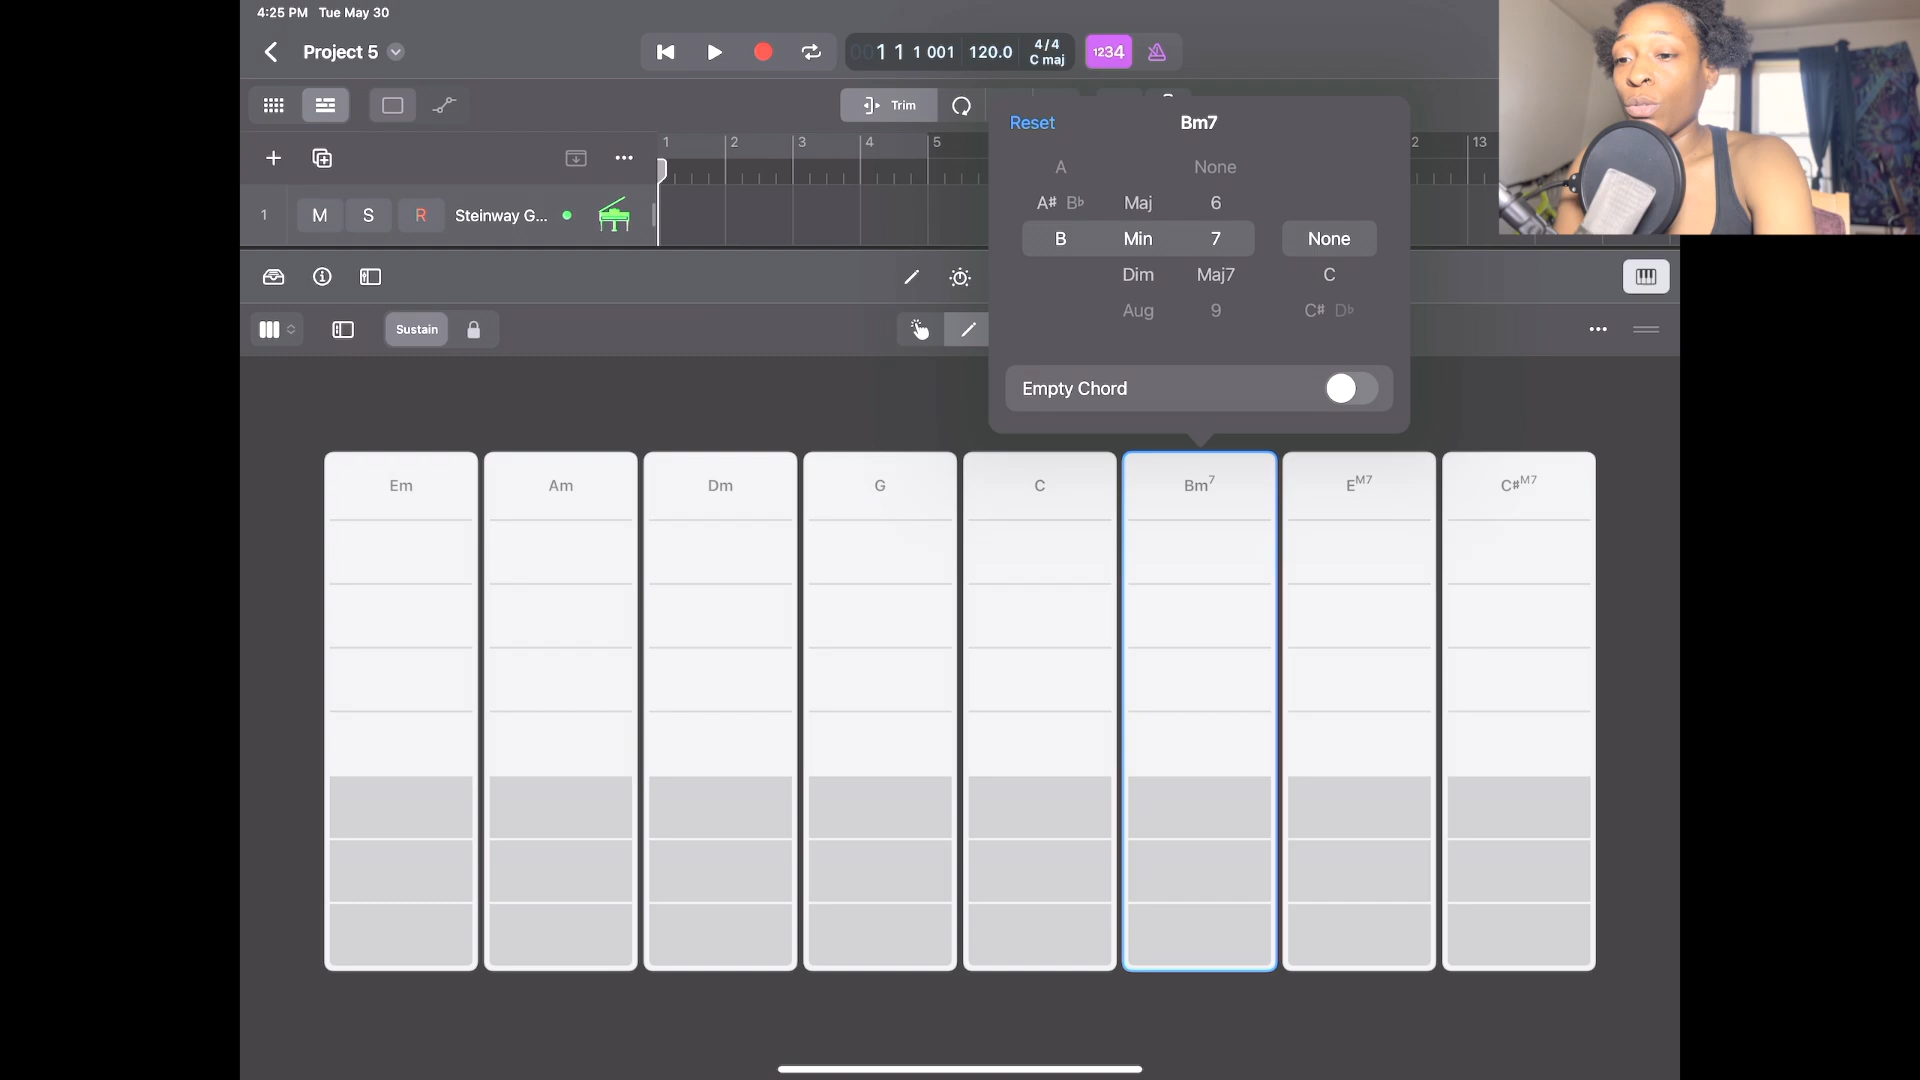 4:25 PM Tue May 30
Project 5
00 1 1 1 001
120.0
4/4
C maj
1234
Trim
1 2 3 4 5 2 13
1 M S R Steinway G...
Sustain
Reset
Bm7
A None
A# B♭ Maj 6
B Min 7 None
Dim Maj7 C
Aug 9 C# D♭
Empty Chord
Em Am Dm G C Bm7 EM7 C#M7